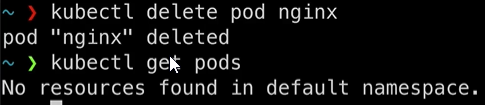 ~ ❯ kubectl delete pod nginx
pod "nginx" deleted
~ ❯ kubectl get pods
No resources found in default namespace.